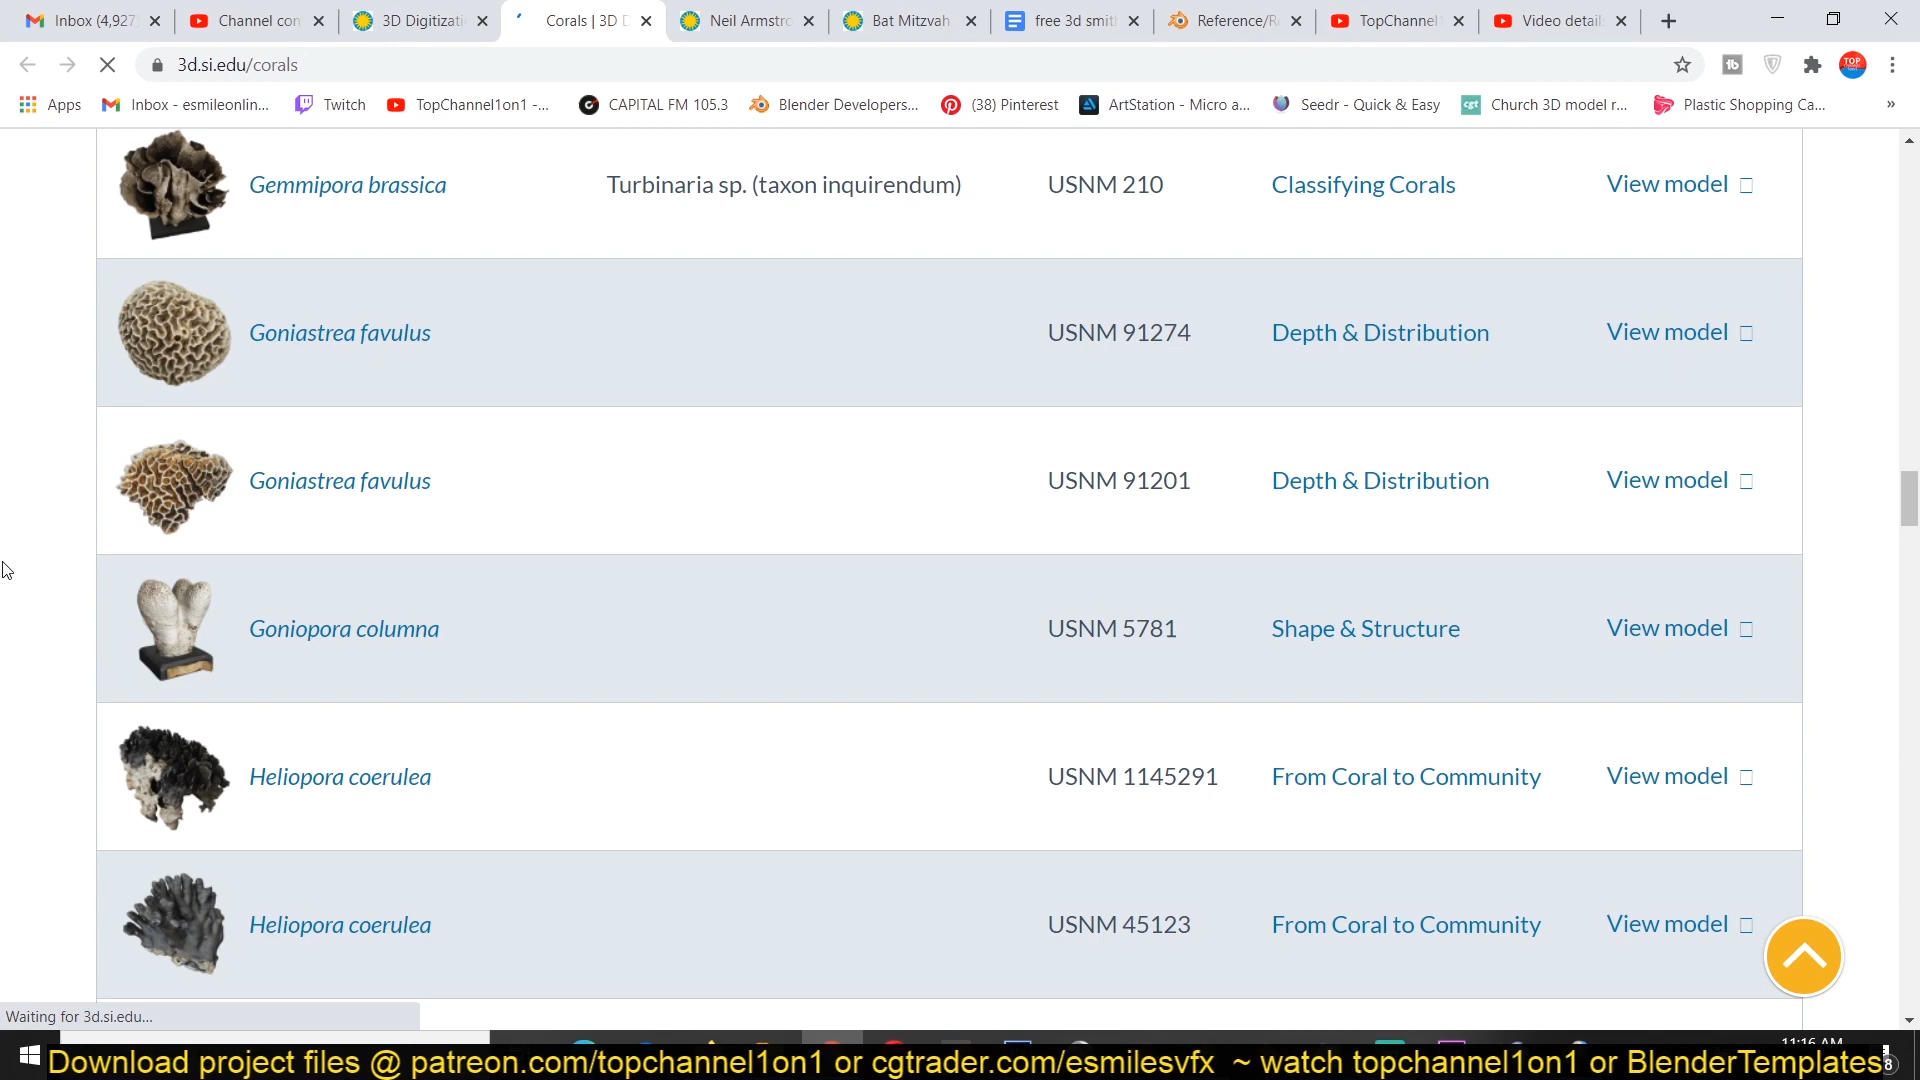 Inbox (4,927
Channel con
3D Digitizati
Corals | 3D D
Neil Armstro
Bat Mitzvah
free 3d smit
Reference/R
TopChannel1
Video detail
3d.si.edu/corals
TOP
Apps
Inbox - esmileonlin...
Twitch
TopChannel1on1 -...
CAPITAL FM 105.3
Blender Developers...
(38) Pinterest
ArtStation - Micro a...
Seedr - Quick & Easy
cgt
Church 3D model r...
Plastic Shopping Ca...
»
Gemmipora brassica Turbinaria sp. (taxon inquirendum) USNM 210 Classifying Corals View model
Goniastrea favulus USNM 91274 Depth & Distribution View model
Goniastrea favulus USNM 91201 Depth & Distribution View model
Goniopora columna USNM 5781 Shape & Structure View model
Heliopora coerulea USNM 1145291 From Coral to Community View model
Heliopora coerulea USNM 45123 From Coral to Community View model
Waiting for 3d.si.edu...
11:16 AM
Download project files @ patreon.com/topchannel1on1 or cgtrader.com/esmilesvfx ~ watch topchannel1on1 or BlenderTemplates